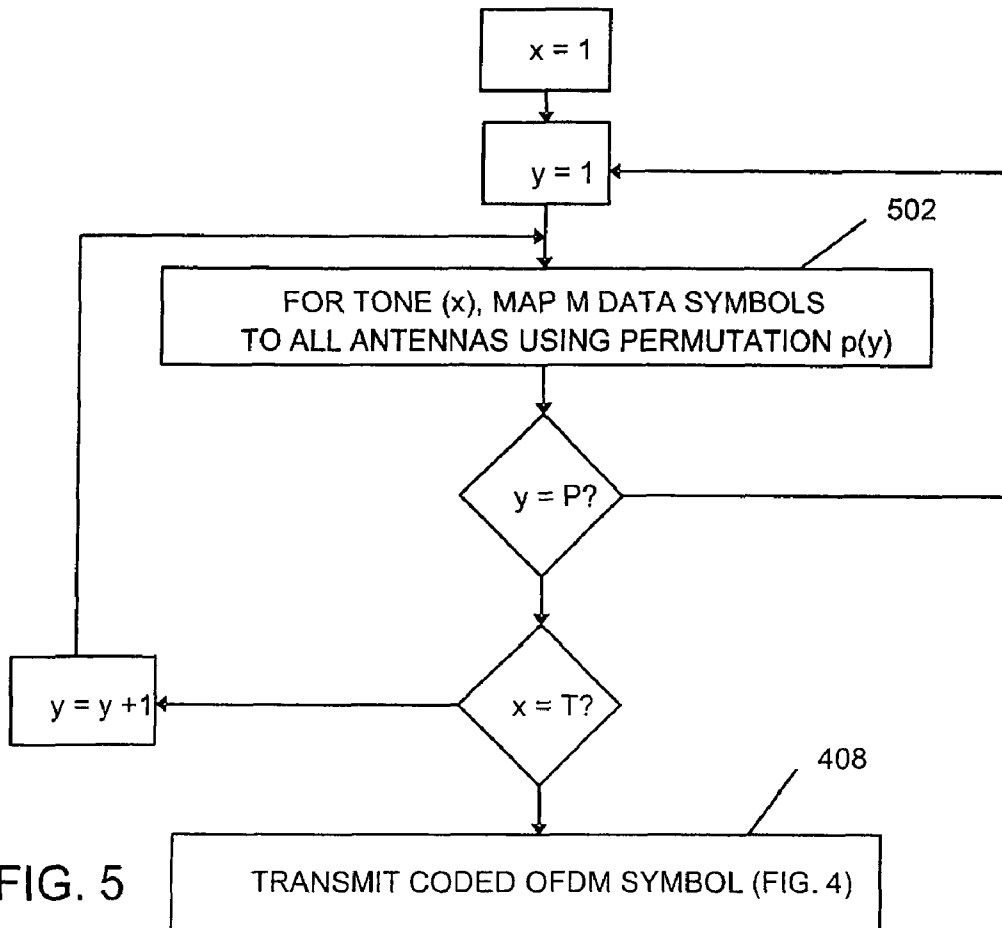 x = 1
y = 1
502
FOR TONE (x), MAP M DATA SYMBOLS
TO ALL ANTENNAS USING PERMUTATION p(y)
y = P?
x = T?
y = y +1
408
TRANSMIT CODED OFDM SYMBOL (FIG. 4)
FIG. 5